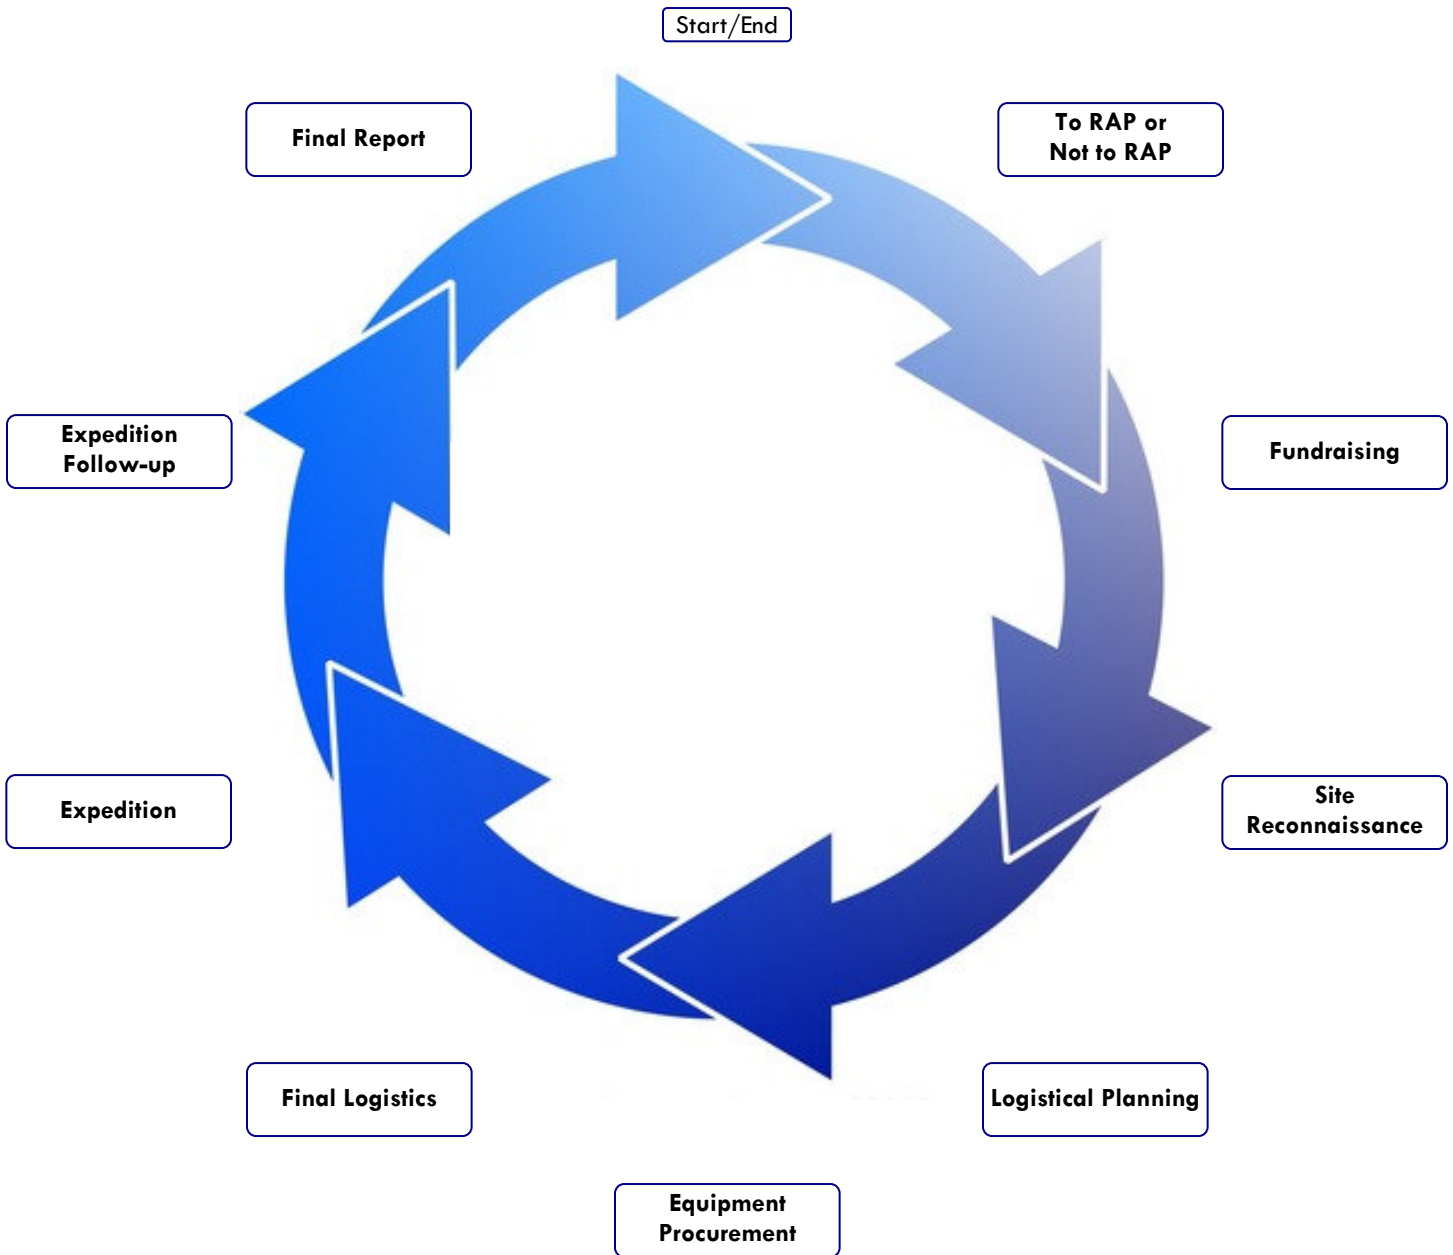 Start/End
To RAP or
Not to RAP
Fundraising
Site
Reconnaissance
Logistical Planning
Equipment
Procurement
Final Logistics
Expedition
Expedition
Follow-up
Final Report